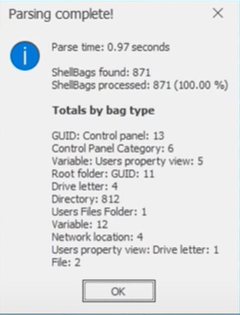 Parsing complete!
Parse time: 0.97 seconds
ShellBags found: 871
ShellBags processed: 871 (100.00 %)
Totals by bag type
GUID: Control panel: 13
Control Panel Category: 6
Variable: Users property view: 5
Root folder: GUID: 11
Drive letter: 4
Directory: 812
Users Files Folder: 1
Variable: 12
Network location: 4
Users property view: Drive letter: 1
File: 2
OK